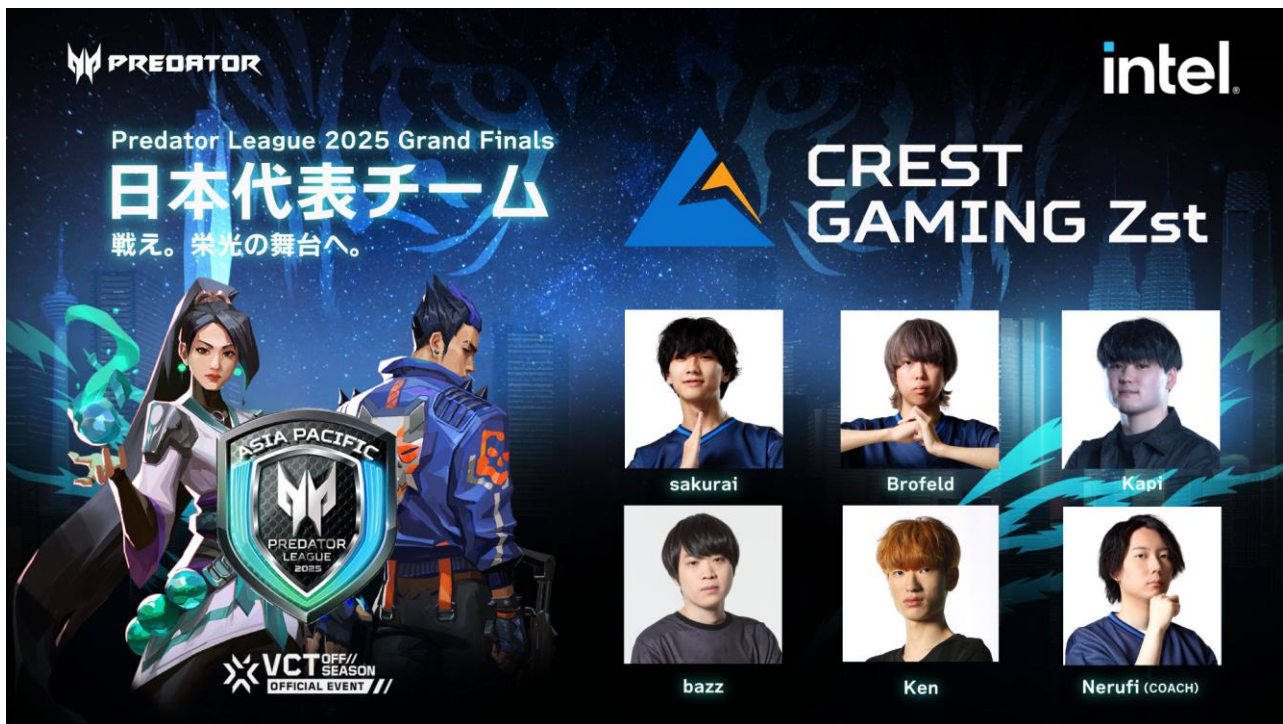 PREDATOR
intel.
Predator League 2025 Grand Finals
日本代表チーム
戦え。栄光の舞台へ。
CREST
GAMING Zst
ASIA PACIFIC
PREDATOR
LEAGUE
2025
VCT OFF//
SEASON
OFFICIAL EVENT
sakurai
Brofeld
Kapi
bazz
Ken
Nerufi (COACH)